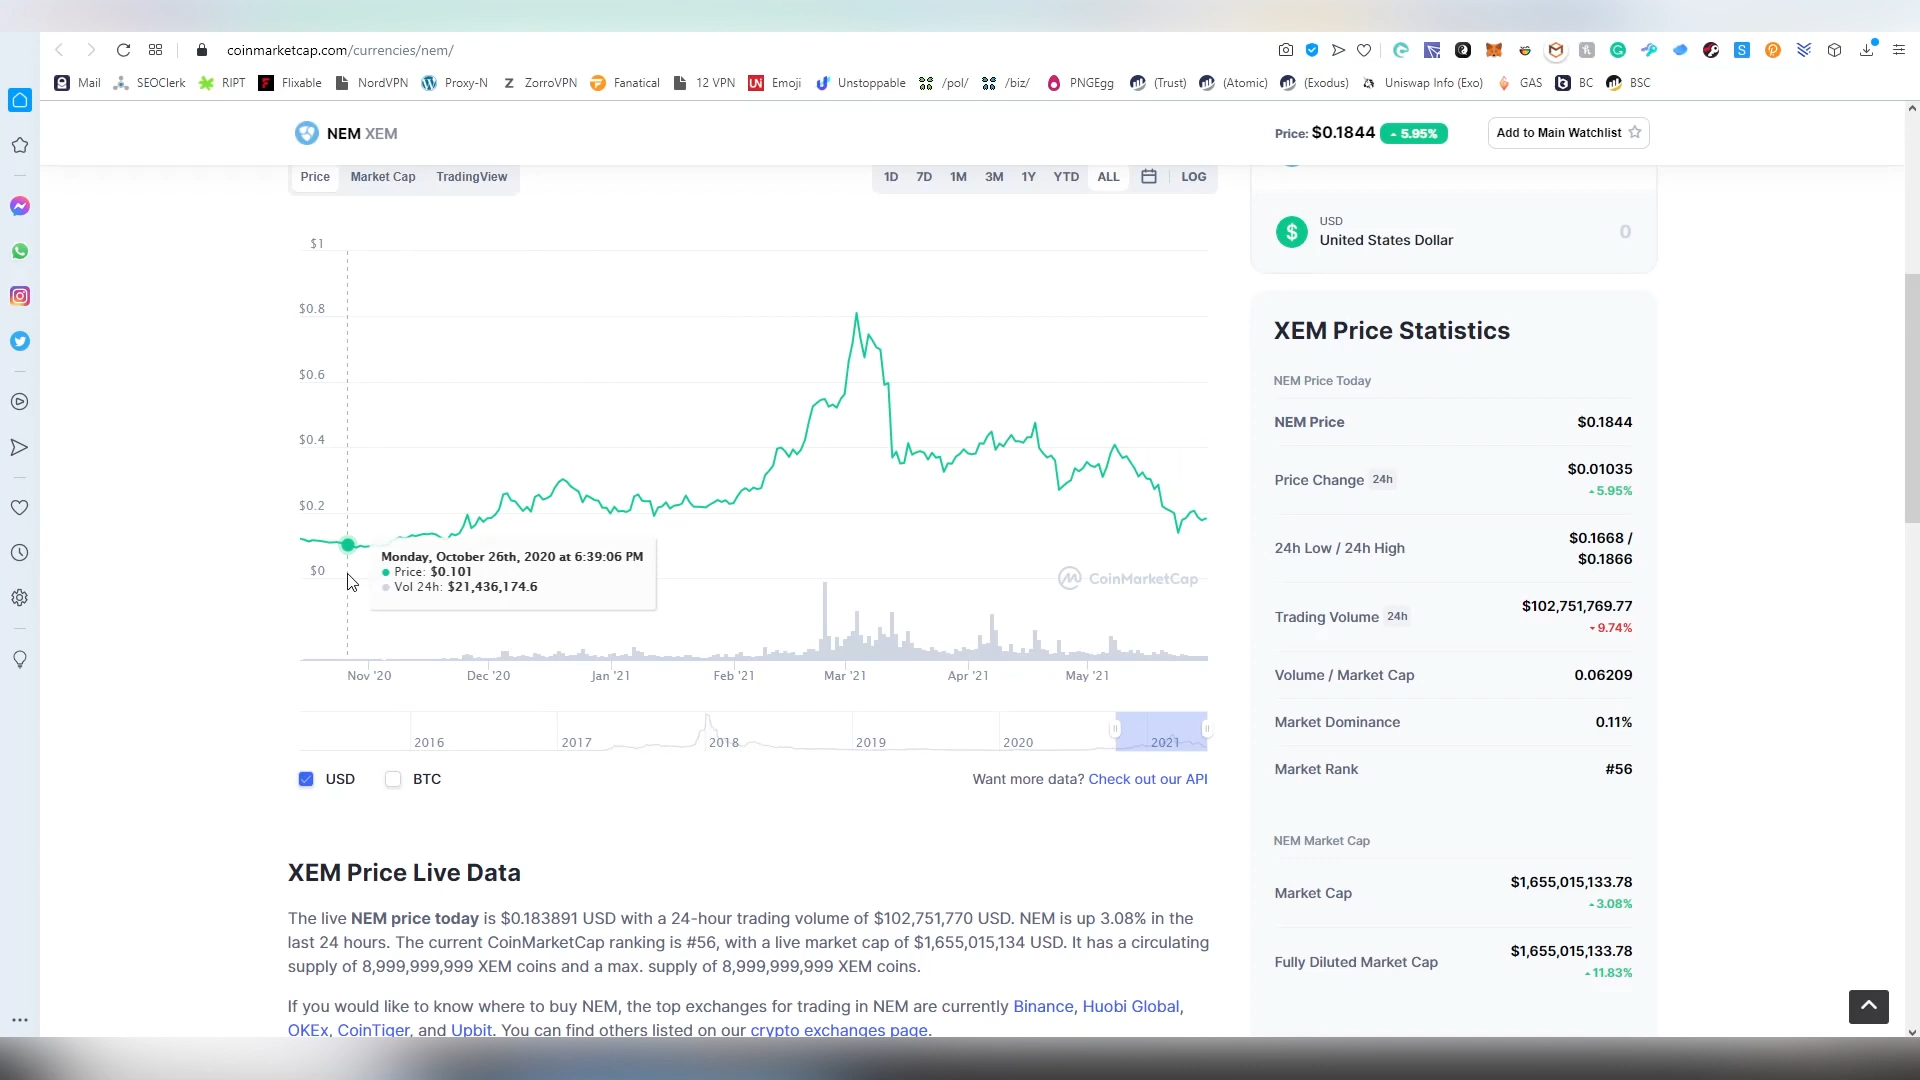 coinmarketcap.com/currencies/nem/
Mail SEOClerk RIPT Flixable NordVPN Proxy-N ZorroVPN Fanatical 12 VPN Emoji Unstoppable /pol/ /biz/ PNGEgg (Trust) (Atomic) (Exodus) Uniswap Info (Exo) GAS BC BSC
NEM XEM
Price: $0.1844 5.95%
Add to Main Watchlist
Price Market Cap TradingView
1D 7D 1M 3M 1Y YTD ALL LOG
$1
$0.8
$0.6
$0.4
$0.2
$0
Monday, October 26th, 2020 at 6:39:06 PM
Price: $0.101
Vol 24h: $21,436,174.6
CoinMarketCap
Nov '20 Dec '20 Jan '21 Feb '21 Mar '21 Apr '21 May '21
2016 2017 2018 2019 2020 2021
USD BTC
Want more data? Check out our API
XEM Price Live Data
The live NEM price today is $0.183891 USD with a 24-hour trading volume of $102,751,770 USD. NEM is up 3.08% in the
last 24 hours. The current CoinMarketCap ranking is #56, with a live market cap of $1,655,015,134 USD. It has a circulating
supply of 8,999,999,999 XEM coins and a max. supply of 8,999,999,999 XEM coins.
If you would like to know where to buy NEM, the top exchanges for trading in NEM are currently Binance, Huobi Global,
OKEx, CoinTiger, and Upbit. You can find others listed on our crypto exchanges page.
USD
United States Dollar
0
XEM Price Statistics
NEM Price Today
NEM Price $0.1844
Price Change 24h $0.01035
5.95%
24h Low / 24h High $0.1668 /
$0.1866
Trading Volume 24h $102,751,769.77
9.74%
Volume / Market Cap 0.06209
Market Dominance 0.11%
Market Rank #56
NEM Market Cap
Market Cap $1,655,015,133.78
3.08%
Fully Diluted Market Cap $1,655,015,133.78
11.83%